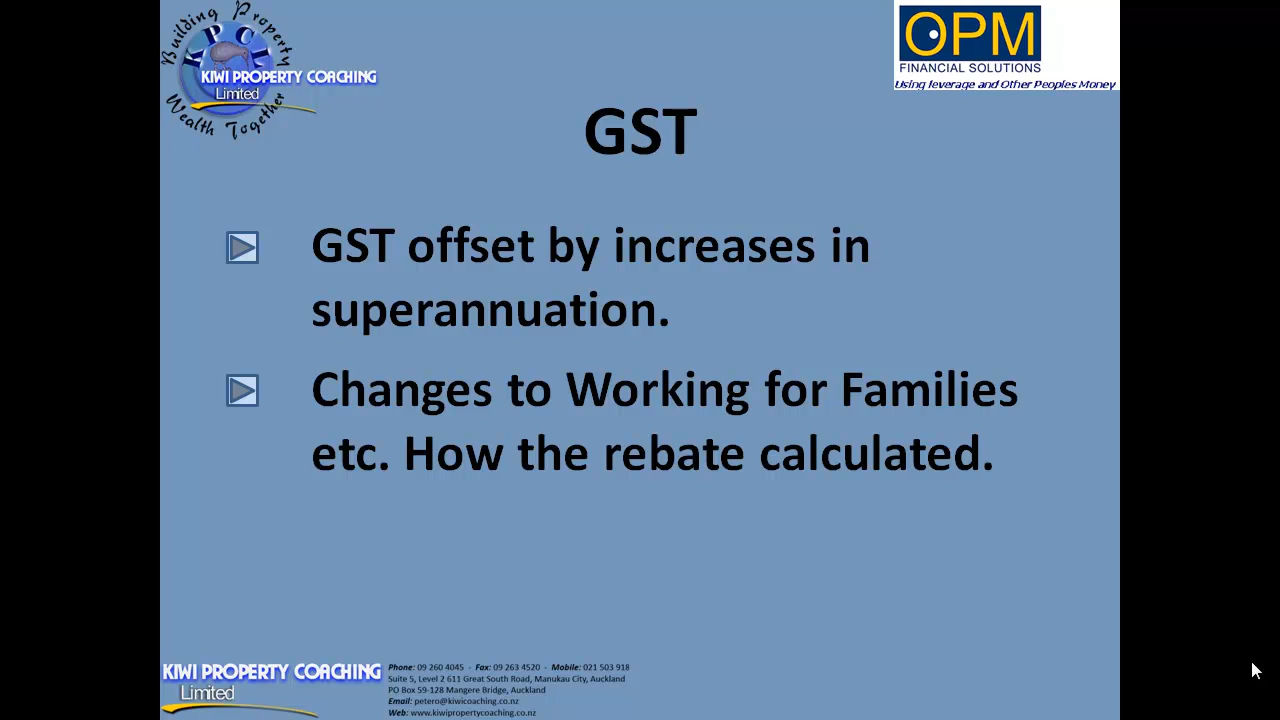 Building Property
KPCL
KIWI PROPERTY COACHING
Limited
Wealth Together
OPM
FINANCIAL SOLUTIONS
Using leverage and Other Peoples Money
GST
GST offset by increases in
superannuation.
Changes to Working for Families
etc. How the rebate calculated.
KIWI PROPERTY COACHING
Limited
Phone: 09 260 4045 - Fax: 09 263 4520 - Mobile: 021 503 918
Suite 5, Level 2 611 Great South Road, Manukau City, Auckland
PO Box 59-128 Mangere Bridge, Auckland
Email: petero@kiwicoaching.co.nz
Web: www.kiwipropertycoaching.co.nz